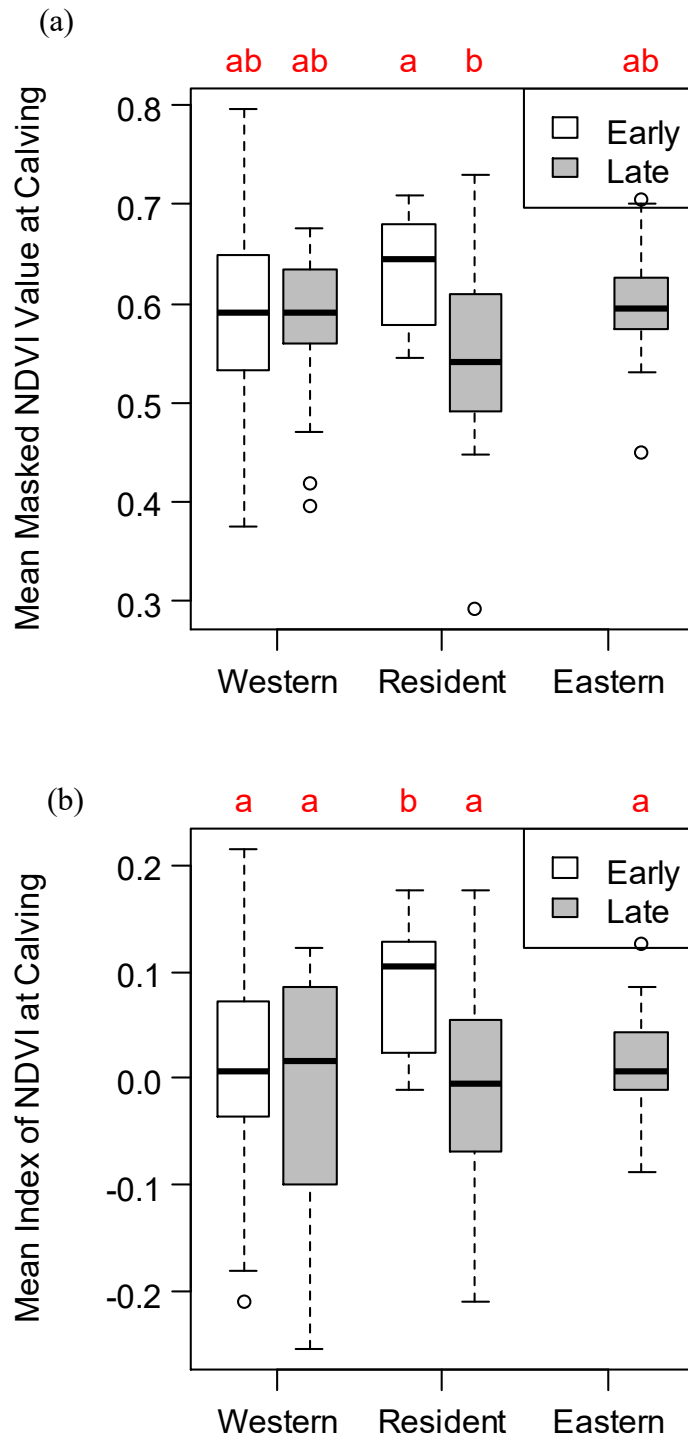 (a)
ab ab a b ab
Mean Masked NDVI Value at Calving
0.8
0.7
0.6
0.5
0.4
0.3
Early
Late
Western Resident Eastern
(b)
a a b a a
Mean Index of NDVI at Calving
0.2
0.1
0.0
-0.1
-0.2
Early
Late
Western Resident Eastern